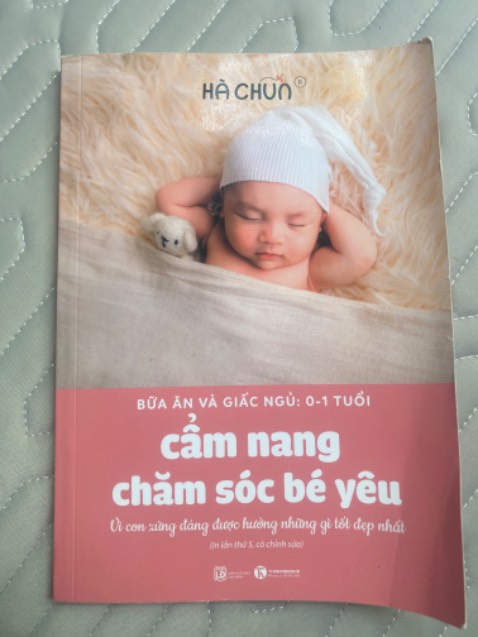 HÀ CHŨN
BỮA ĂN VÀ GIẤC NGỦ: 0-1 TUỔI
cẩm nang
chăm sóc bé yêu
Vì con xứng đáng được hưởng những gì tốt đẹp nhất
(In lần thứ 5, có chỉnh sửa)